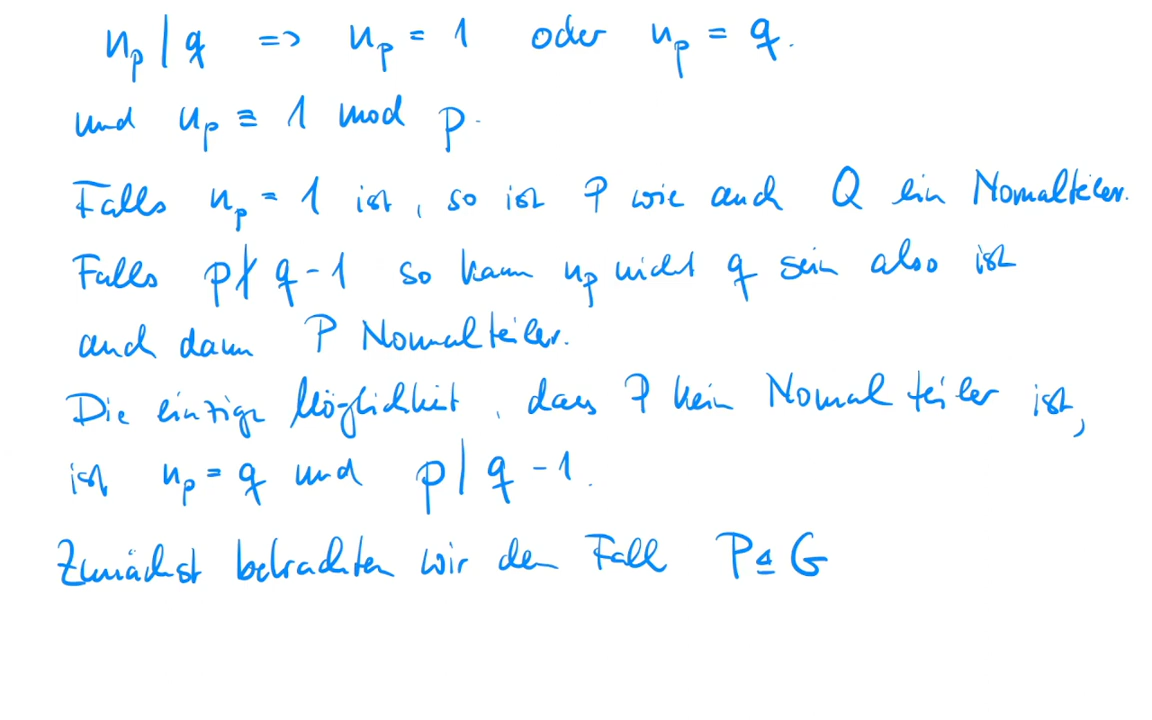 n_p | q => n_p = 1 oder n_p = q.
und n_p ≡ 1 mod p.
Falls n_p = 1 ist, so ist P wie auch Q ein Normalteiler.
Falls p ∤ q - 1 so kann n_p nicht q sein also ist
auch dann P Normalteiler.
Die einzige Möglichkeit, dass P kein Normalteiler ist,
ist n_p = q und p | q - 1.
Zunächst betrachten wir den Fall P ⊴ G